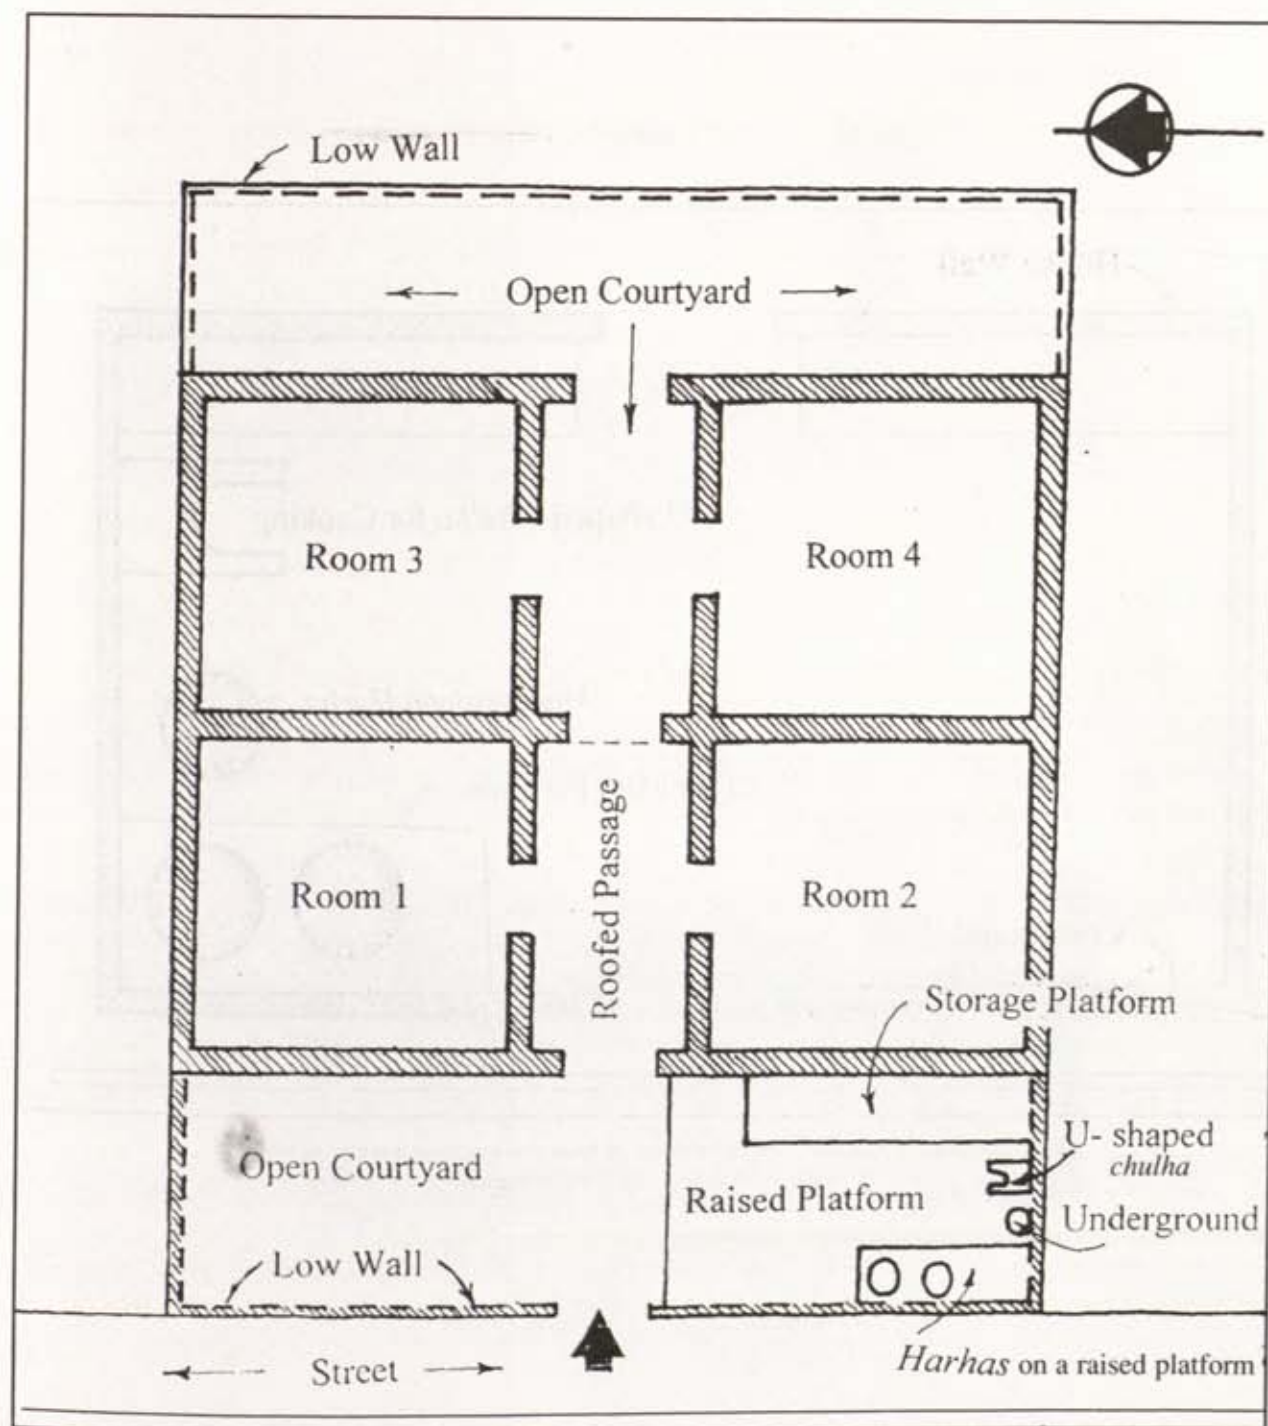 Low Wall
Open Courtyard
Room 3
Room 4
Roofed Passage
Room 1
Room 2
Storage Platform
Open Courtyard
Raised Platform
U- shaped
chulha
Underground
Low Wall
Street
Harhas on a raised platform